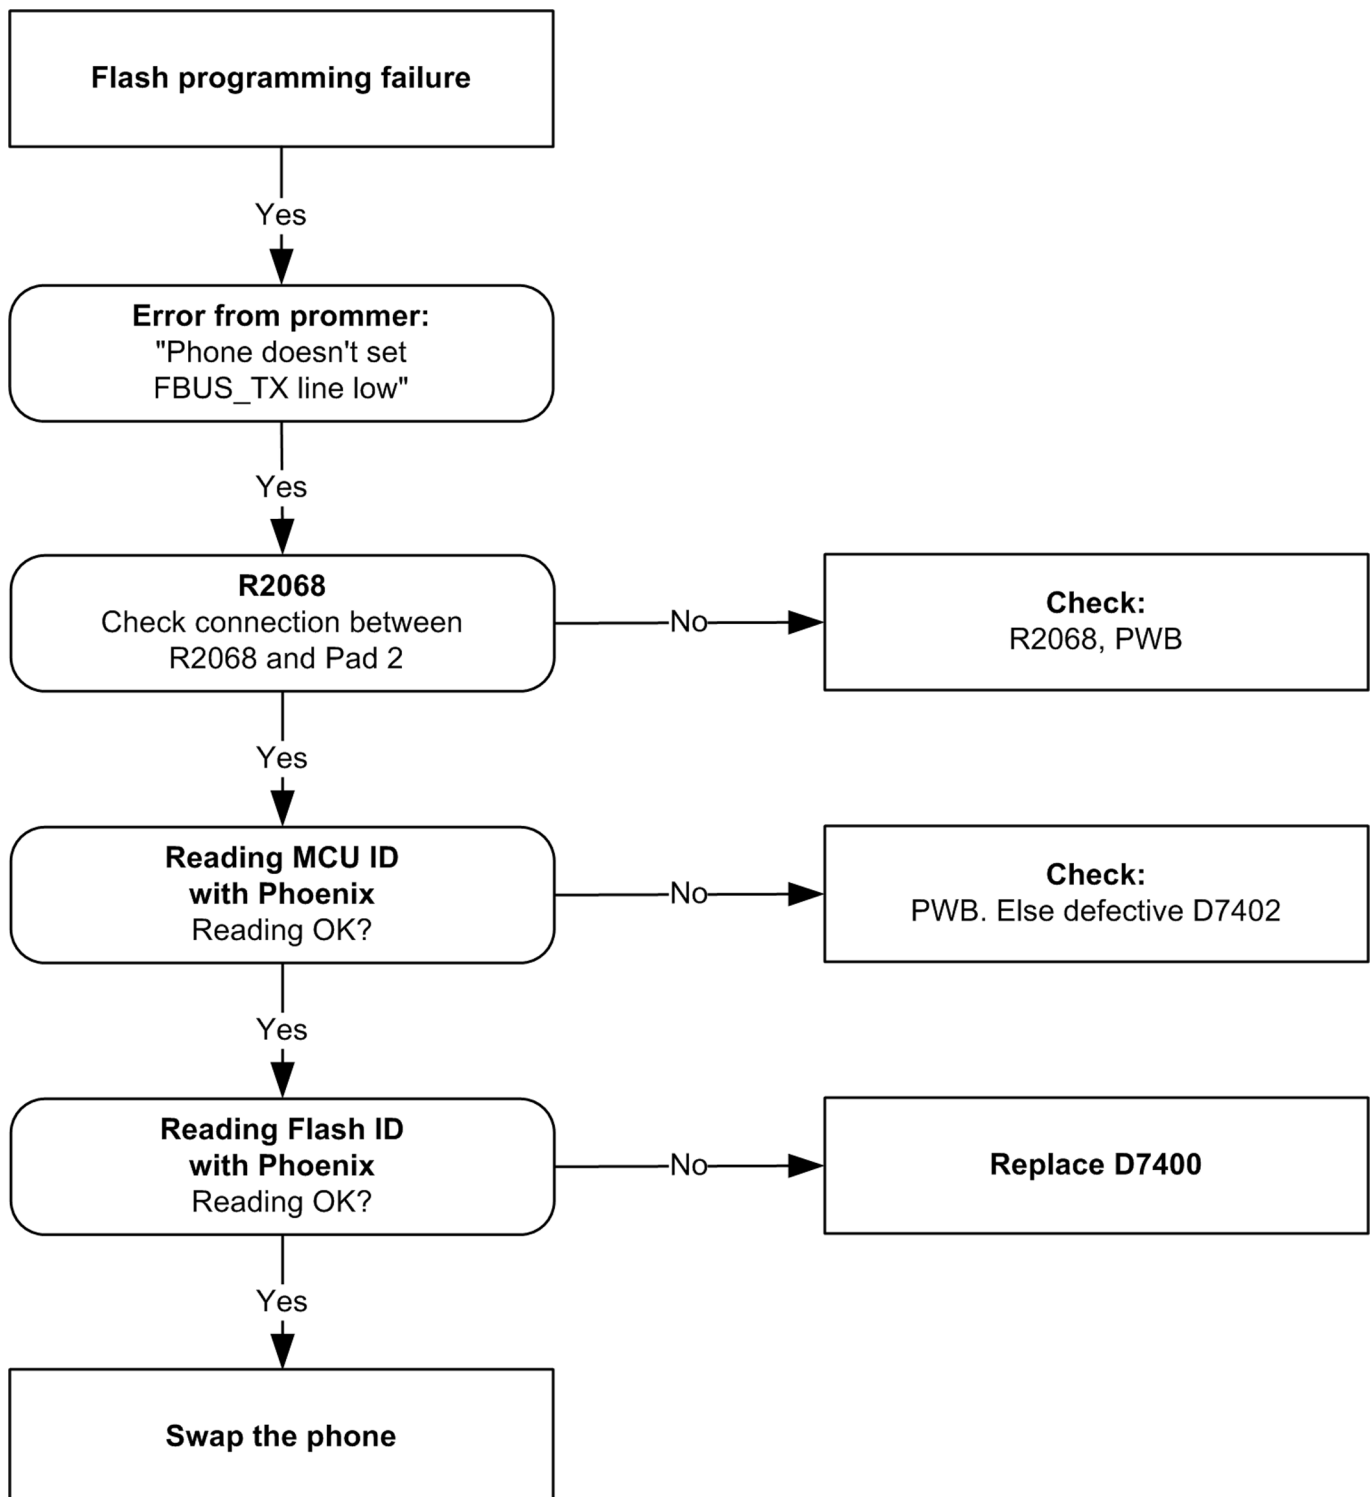 Flash programming failure
Yes
Error from prommer:
"Phone doesn't set
FBUS_TX line low"
Yes
R2068
Check connection between
R2068 and Pad 2
No
Check:
R2068, PWB
Yes
Reading MCU ID
with Phoenix
Reading OK?
No
Check:
PWB. Else defective D7402
Yes
Reading Flash ID
with Phoenix
Reading OK?
No
Replace D7400
Yes
Swap the phone